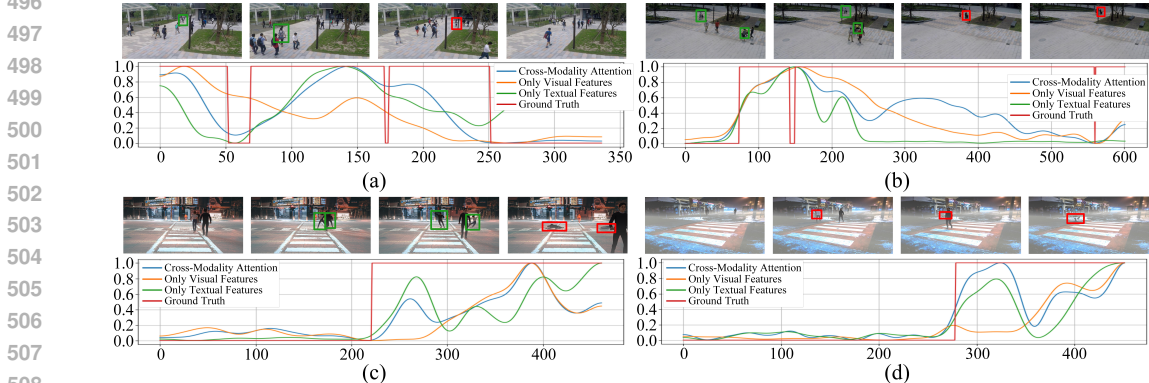 496
497
498
499
500
501
502
503
504
505
506
507
508
1.0
0.8
0.6
0.4
0.2
0.0
Cross-Modality Attention
Only Visual Features
Only Textual Features
Ground Truth
0 50 100 150 200 250 300 350
(a)
1.0
0.8
0.6
0.4
0.2
0.0
Cross-Modality Attention
Only Visual Features
Only Textual Features
Ground Truth
0 100 200 300 400 500 600
(b)
1.0
0.8
0.6
0.4
0.2
0.0
Cross-Modality Attention
Only Visual Features
Only Textual Features
Ground Truth
0 100 200 300 400
(c)
1.0
0.8
0.6
0.4
0.2
0.0
Cross-Modality Attention
Only Visual Features
Only Textual Features
Ground Truth
0 100 200 300 400
(d)